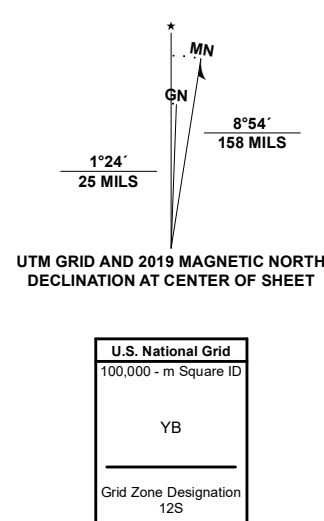 MN
GN
8°54´
158 MILS
1°24´
25 MILS
UTM GRID AND 2019 MAGNETIC NORTH
DECLINATION AT CENTER OF SHEET
U.S. National Grid
100,000 - m Square ID
YB
Grid Zone Designation
12S